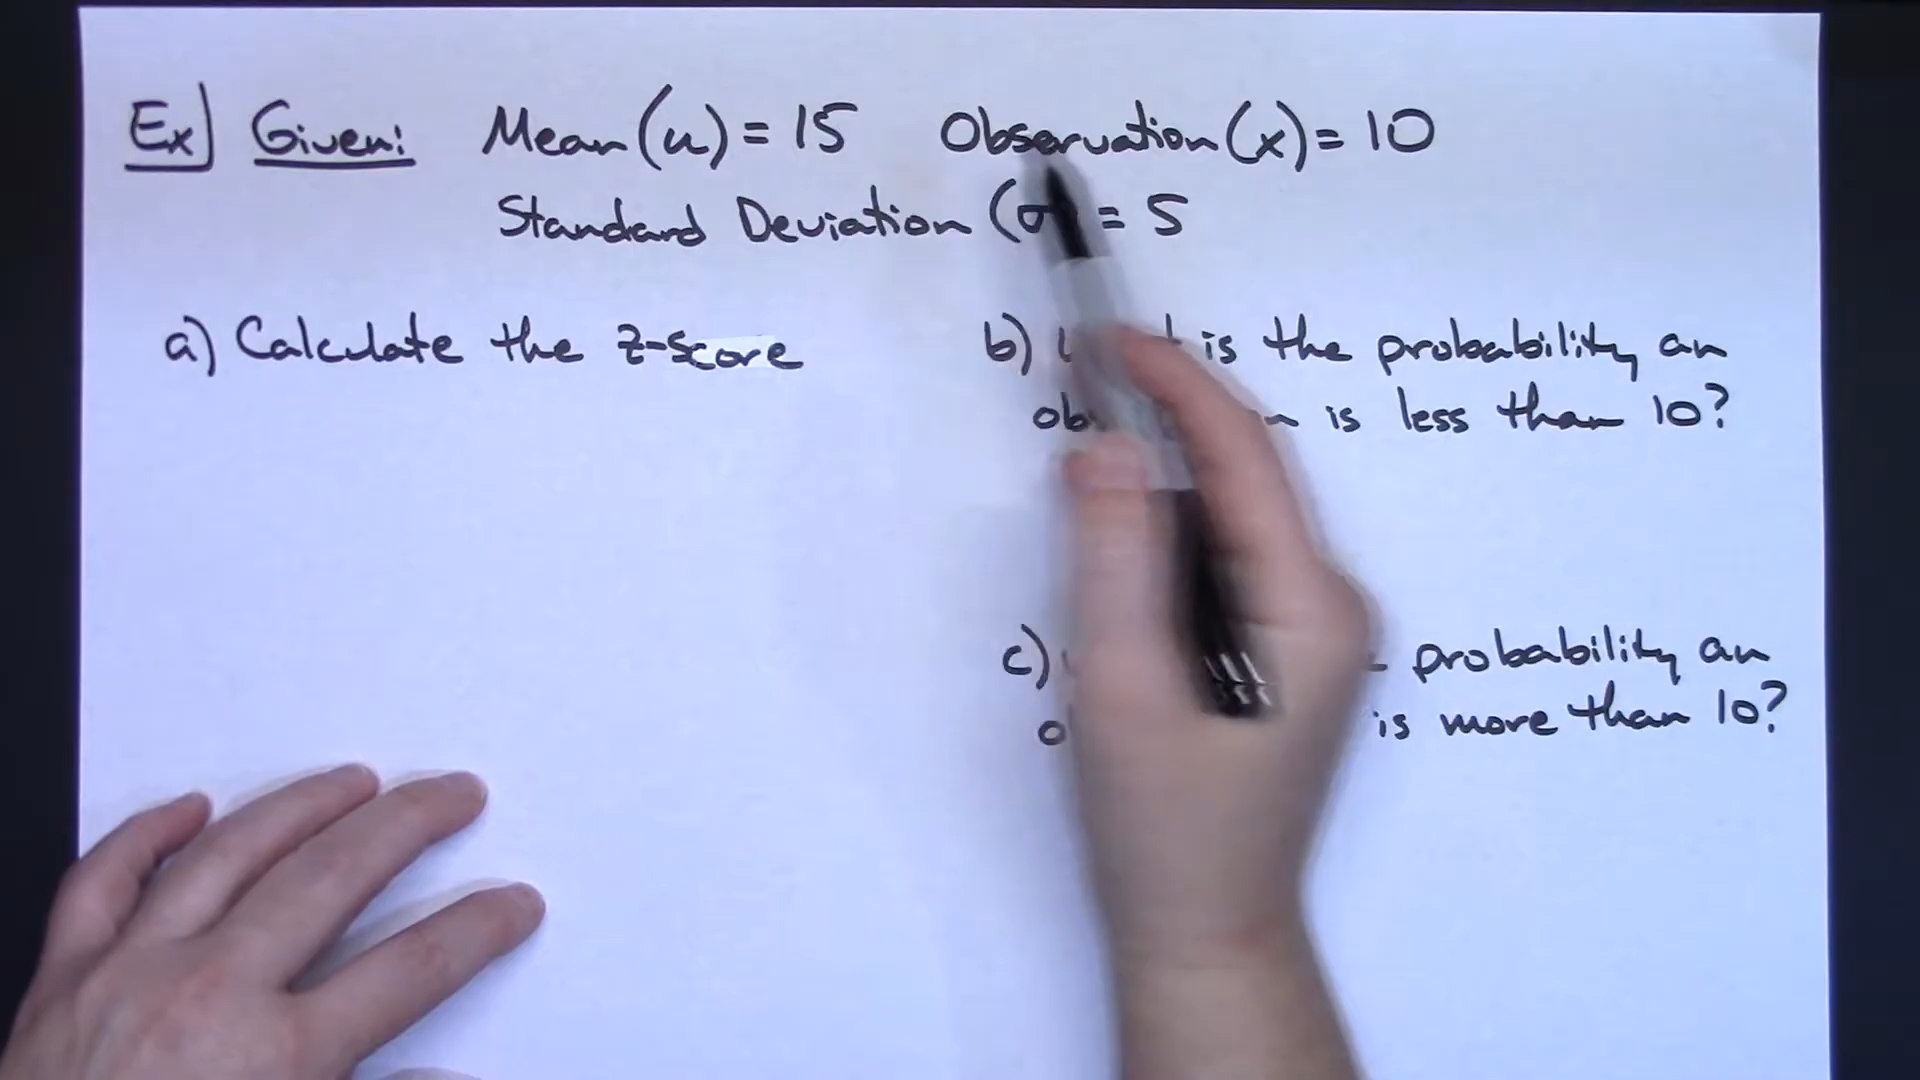 Ex) Given: Mean (u) = 15 Observation (x) = 10
Standard Deviation (σ) = 5
a) Calculate the z-score
b) is the probability an
is less than 10?
c) probability an
is more than 10?